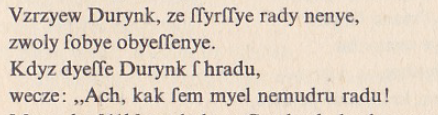 Vzrzyew Durynk, ze ſſyrſſye rady nenye,
zwoly ſobye obyeſſenye.
Kdyz dyeſſe Durynk ſ hradu,
wecze: „Ach, kak ſem myel nemudru radu!